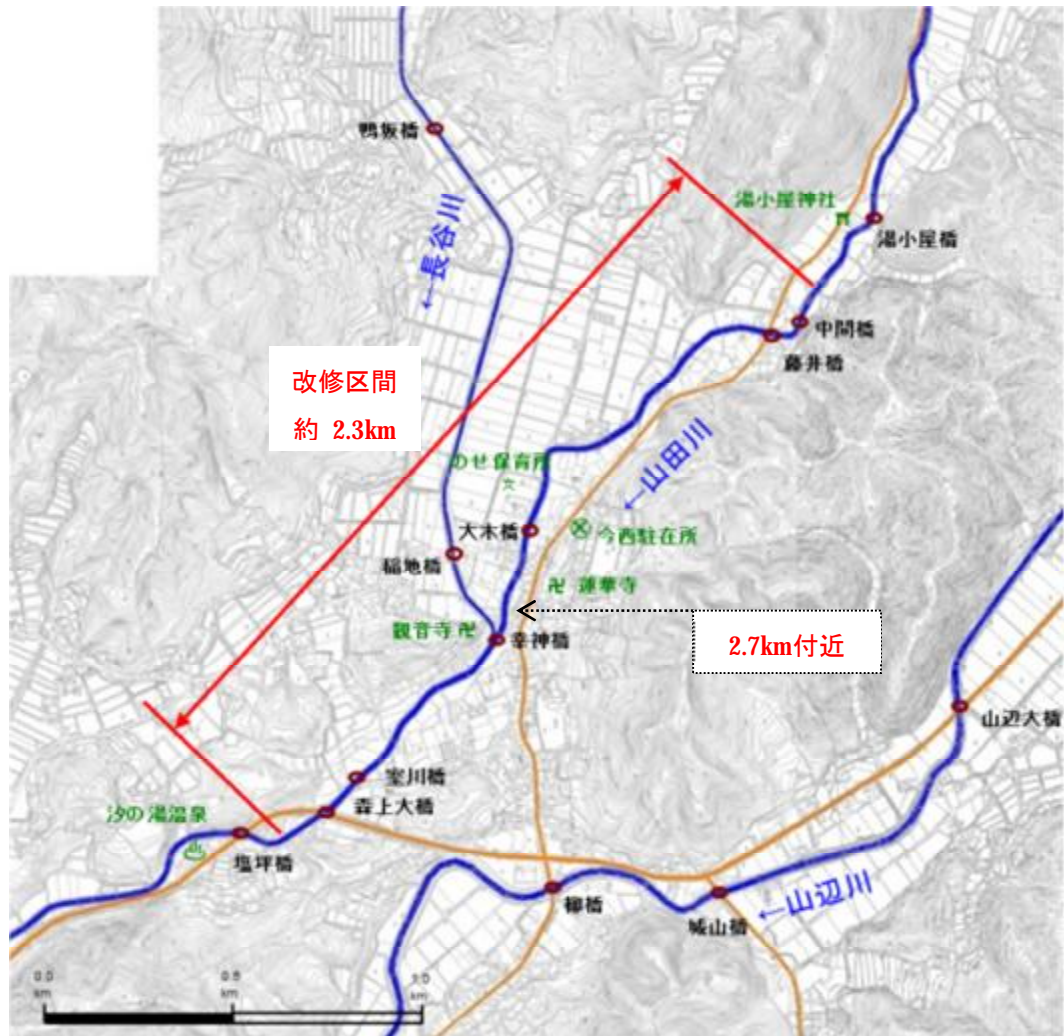 鴨坂橋
湯小屋神社
湯小屋橋
←長谷川
中間橋
藤井橋
改修区間
約 2.3km
←山田川
のせ保育所
文
大木橋
今西駐在所
稲地橋
卍 蓮華寺
観音寺 卍
幸神橋
2.7km付近
山辺大橋
室川橋
森上大橋
汐の湯温泉
塩坪橋
柳橋
城山橋
←山辺川
0.0
km
0.5
km
1.0
km